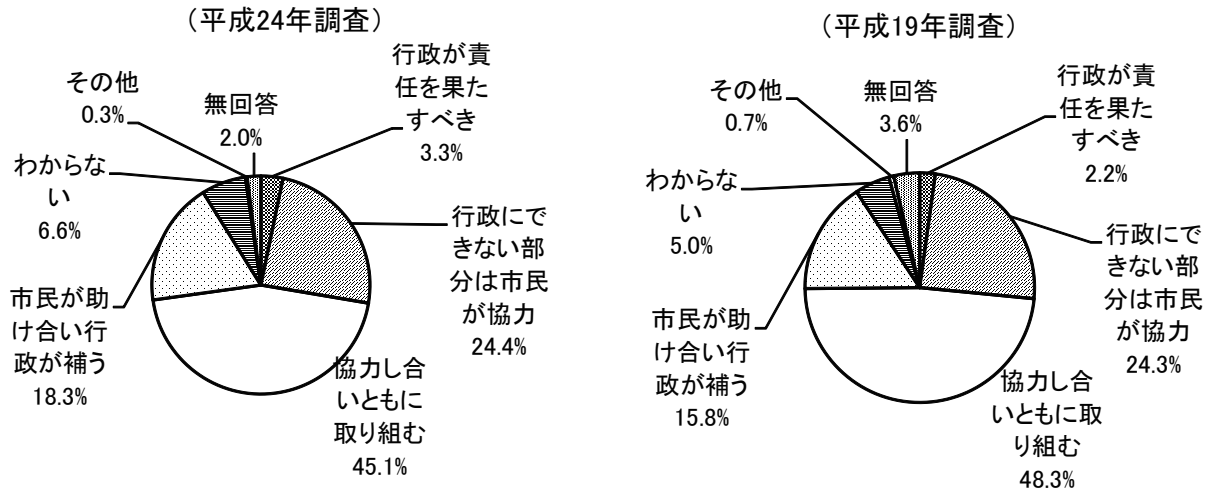 （平成24年調査）
行政が責
任を果た
すべき
3.3%
行政にで
きない部
分は市民
が協力
24.4%
協力し合
いともに
取り組む
45.1%
市民が助
け合い行
政が補う
18.3%
わからな
い
6.6%
その他
0.3%
無回答
2.0%
（平成19年調査）
行政が責
任を果た
すべき
2.2%
行政にで
きない部
分は市民
が協力
24.3%
協力し合
いともに取
り組む
48.3%
市民が助
け合い行
政が補う
15.8%
わからな
い
5.0%
その他
0.7%
無回答
3.6%